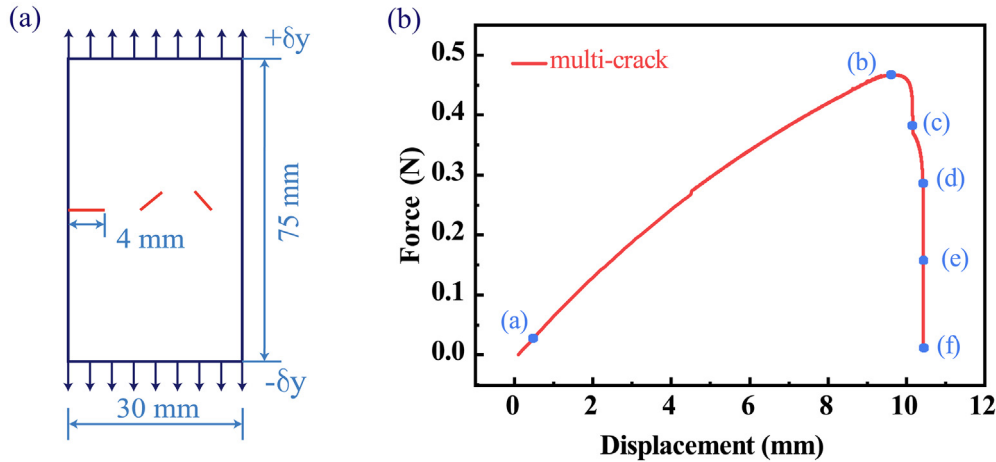 (a)
+δy
4 mm
75 mm
-δy
30 mm
(b)
multi-crack
Force (N)
0.5
0.4
0.3
0.2
0.1
0.0
(a)
(b)
(c)
(d)
(e)
(f)
0 2 4 6 8 10 12
Displacement (mm)